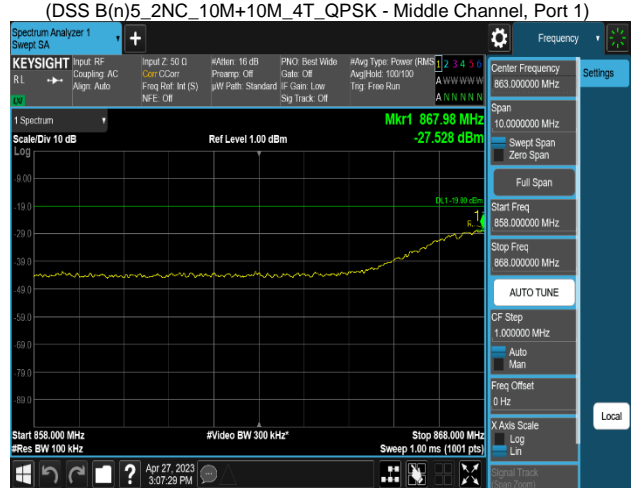 (DSS B(n)5_2NC_10M+10M_4T_QPSK - Middle Channel, Port 1)
Spectrum Analyzer 1
Swept SA
+
Frequency
KEYSIGHT
RL
LXI
Input: RF
Coupling: AC
Align: Auto
Input Z: 50 Ω
Corr CCorr
Freq Ref: Int (S)
NFE: Off
#Atten: 16 dB
Preamp: Off
µW Path: Standard
PNO: Best Wide
Gate: Off
IF Gain: Low
Sig Track: Off
#Avg Type: Power (RMS
Avg|Hold: 100/100
Trig: Free Run
1 2 3 4 5 6
A W W W W W
A N N N N N
1 Spectrum
Scale/Div 10 dB
Log
Ref Level 1.00 dBm
Mkr1 867.98 MHz
-27.528 dBm
DL1 -19.00 dBm
1
R...
-9.00
-19.0
-29.0
-39.0
-49.0
-59.0
-69.0
-79.0
-89.0
Start 858.000 MHz
#Res BW 100 kHz
#Video BW 300 kHz*
Stop 868.000 MHz
Sweep 1.00 ms (1001 pts)
Center Frequency
863.000000 MHz
Span
10.0000000 MHz
Swept Span
Zero Span
Full Span
Start Freq
858.000000 MHz
Stop Freq
868.000000 MHz
AUTO TUNE
CF Step
1.000000 MHz
Auto
Man
Freq Offset
0 Hz
X Axis Scale
Log
Lin
Signal Track
(Span Zoom)
Settings
Local
?
Apr 27, 2023
3:07:29 PM